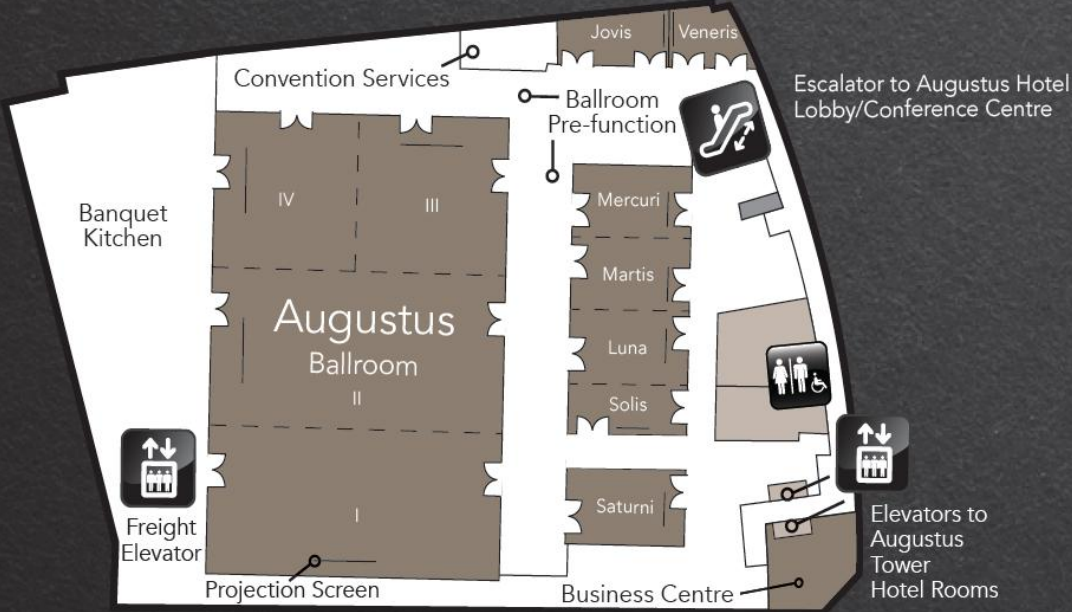 Jovis
Veneris
Convention Services
Escalator to Augustus Hotel
Lobby/Conference Centre
Ballroom
Pre-function
Banquet
Kitchen
IV
III
Mercuri
Martis
Augustus
Ballroom
II
Luna
Solis
I
Saturni
Freight
Elevator
Projection Screen
Business Centre
Elevators to
Augustus
Tower
Hotel Rooms